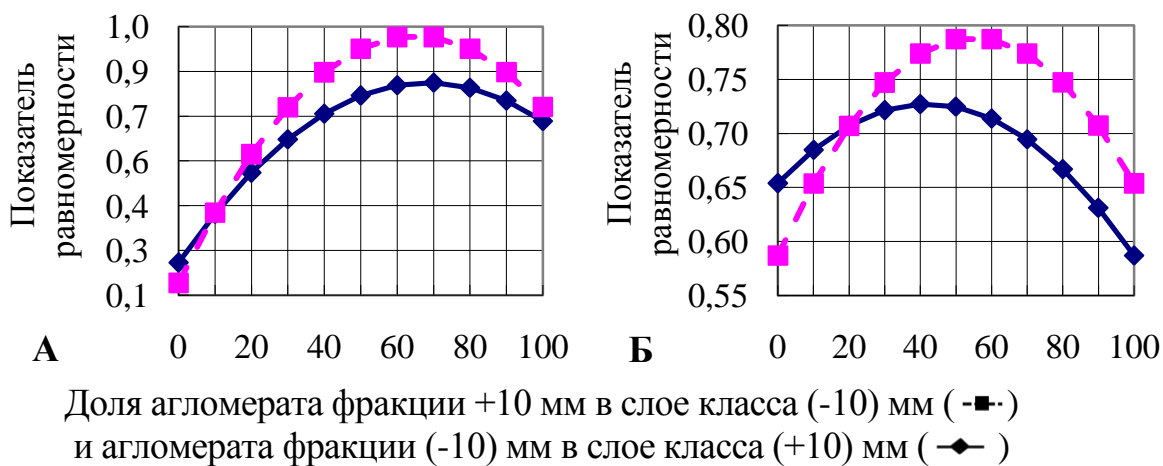 Показатель
равномерности
1,0
0,9
0,7
0,6
0,4
0,3
0,1
А 0 20 40 60 80 100
Показатель
равномерности
0,80
0,75
0,70
0,65
0,60
0,55
Б 0 20 40 60 80 100
Доля агломерата фракции +10 мм в слое класса (-10) мм ( )
и агломерата фракции (-10) мм в слое класса (+10) мм ( )